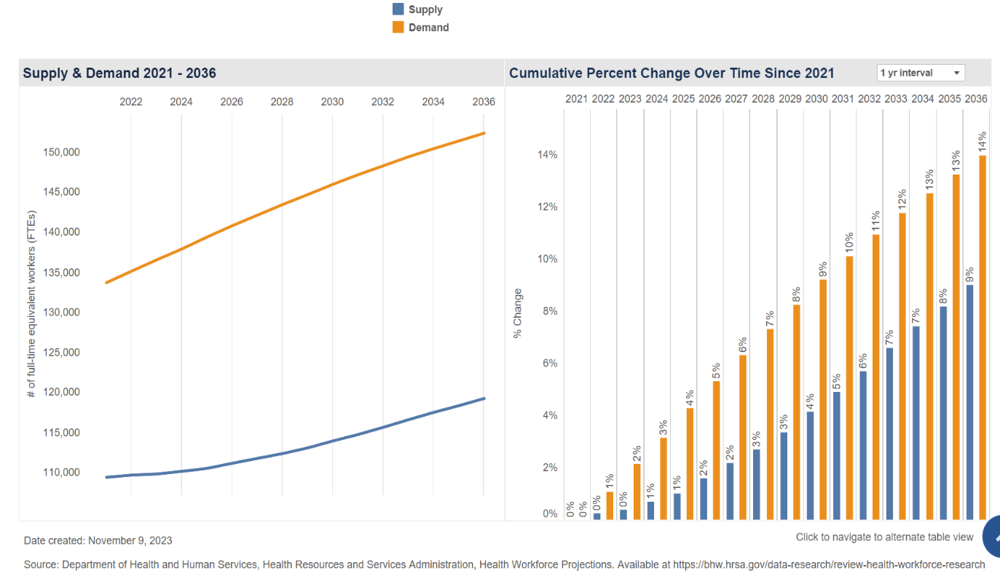 Supply
Demand
Supply & Demand 2021 - 2036
Cumulative Percent Change Over Time Since 2021
1 yr interval
2022 2024 2026 2028 2030 2032 2034 2036
# of full-time equivalent workers (FTEs)
150,000
145,000
140,000
135,000
130,000
125,000
120,000
115,000
110,000
2021 2022 2023 2024 2025 2026 2027 2028 2029 2030 2031 2032 2033 2034 2035 2036
% Change
14%
12%
10%
8%
6%
4%
2%
0%
0% 0% 0% 1% 0% 2% 1% 3% 1% 4% 2% 5% 2% 6% 3% 7% 3% 8% 4% 9% 5% 10% 6% 11% 7% 12% 7% 13% 8% 13% 9% 14%
Date created: November 9, 2023
Click to navigate to alternate table view
Source: Department of Health and Human Services, Health Resources and Services Administration, Health Workforce Projections. Available at https://bhw.hrsa.gov/data-research/review-health-workforce-research